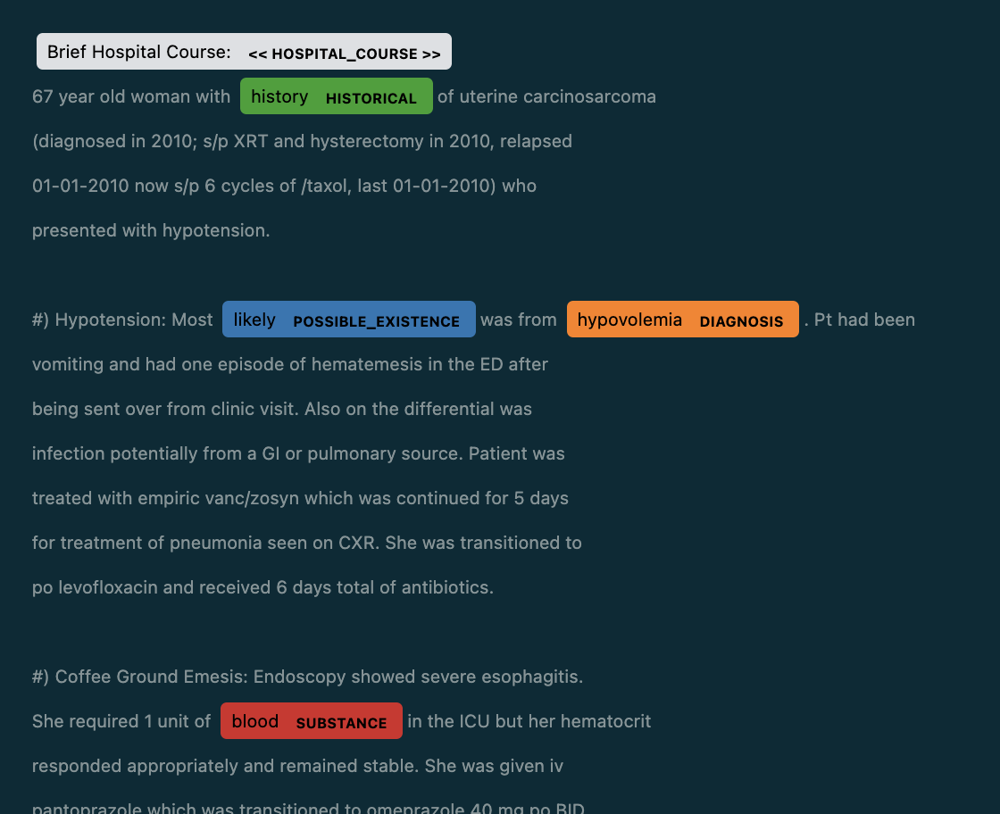 Brief Hospital Course: << HOSPITAL_COURSE >>
67 year old woman with history HISTORICAL of uterine carcinosarcoma
(diagnosed in 2010; s/p XRT and hysterectomy in 2010, relapsed
01-01-2010 now s/p 6 cycles of /taxol, last 01-01-2010) who
presented with hypotension.
#) Hypotension: Most likely POSSIBLE_EXISTENCE was from hypovolemia DIAGNOSIS . Pt had been
vomiting and had one episode of hematemesis in the ED after
being sent over from clinic visit. Also on the differential was
infection potentially from a GI or pulmonary source. Patient was
treated with empiric vanc/zosyn which was continued for 5 days
for treatment of pneumonia seen on CXR. She was transitioned to
po levofloxacin and received 6 days total of antibiotics.
#) Coffee Ground Emesis: Endoscopy showed severe esophagitis.
She required 1 unit of blood SUBSTANCE in the ICU but her hematocrit
responded appropriately and remained stable. She was given iv
pantoprazole which was transitioned to omeprazole 40 mg po BID